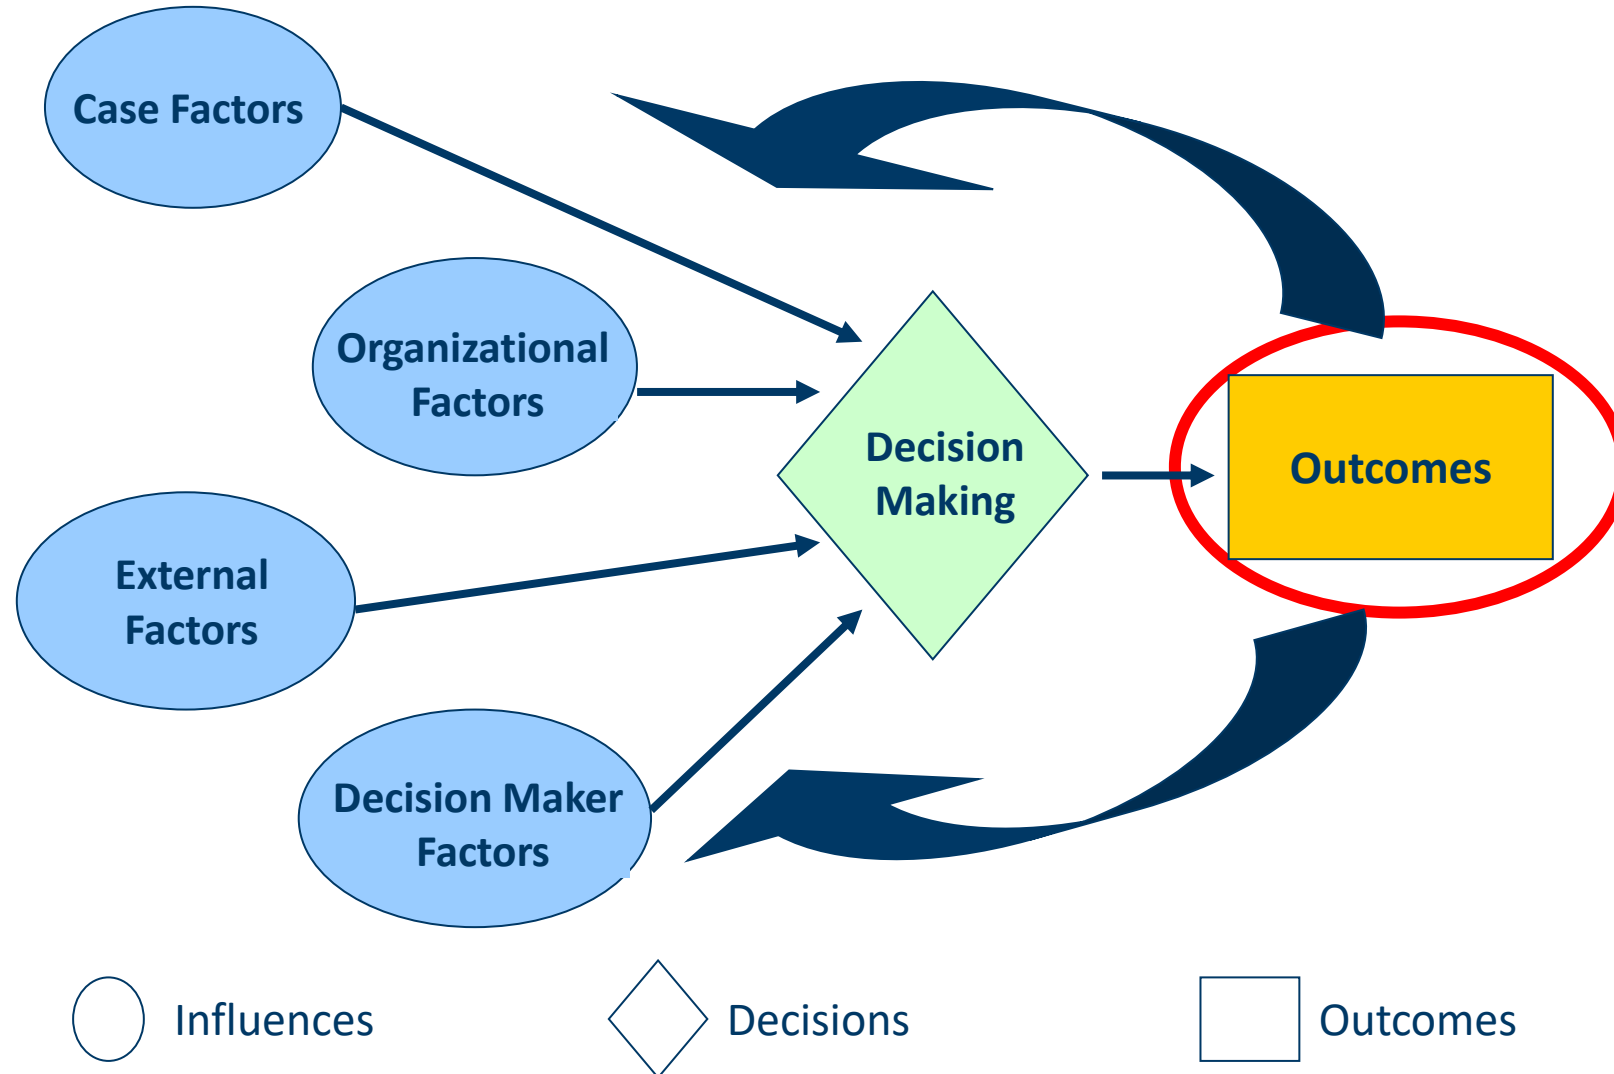 Case Factors
Organizational
Factors
Decision
Making
Outcomes
External
Factors
Decision Maker
Factors
Influences
Decisions
Outcomes